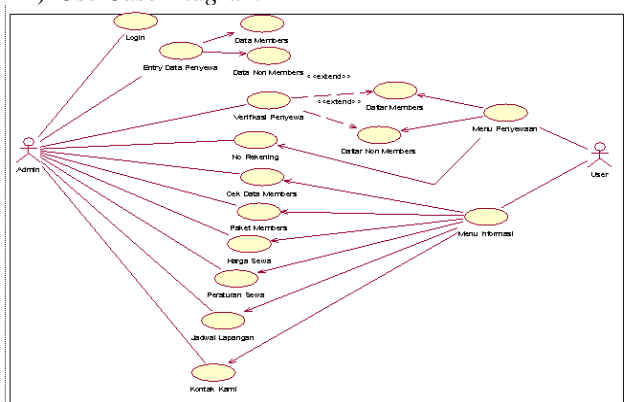 Login
Data Members
Entry Data Penyewa
Data Non Members
<<extend>>
Verifikasi Penyewa
<<extend>>
Daftar Members
Menu Penyewaan
Daftar Non Members
No Rekening
Admin
User
Cek Data Members
Paket Members
Menu Informasi
Harga Sewa
Peraturan Sewa
Jadwal Lapangan
Kontak Kami